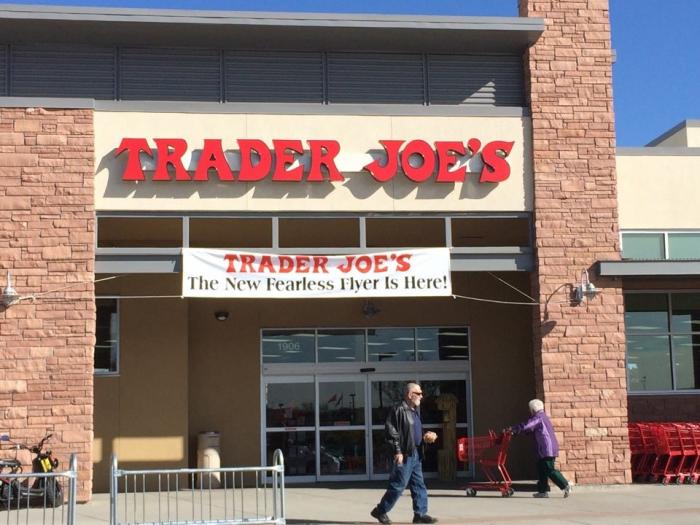 TRADER JOE'S
TRADER JOE'S
The New Fearless Flyer Is Here!
1906